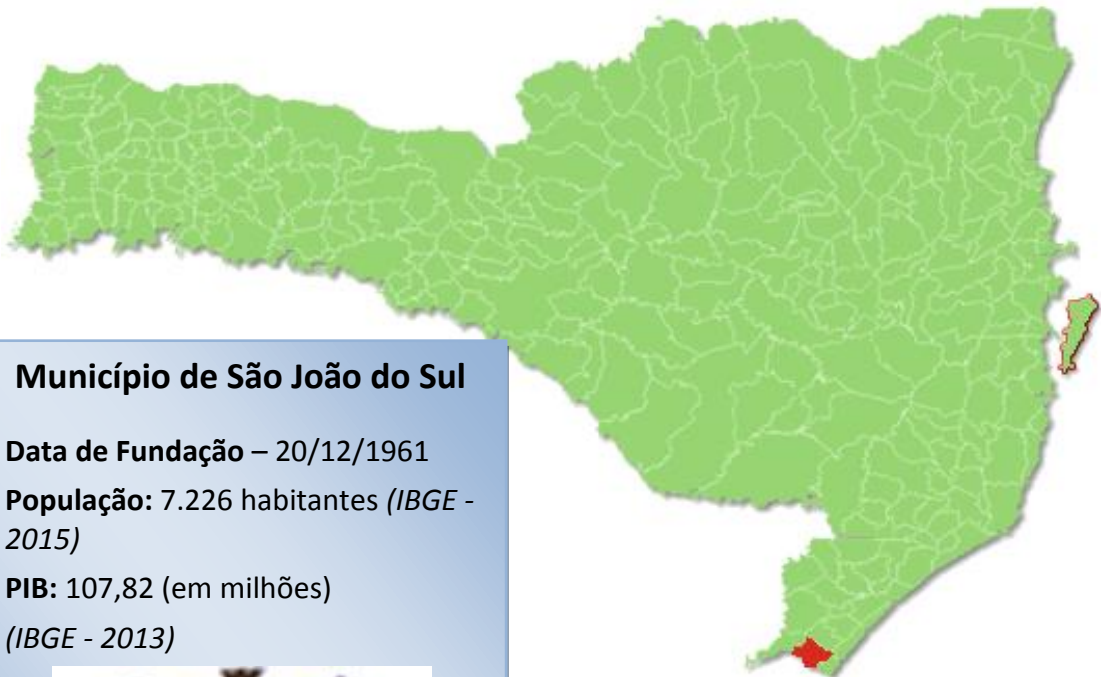 Município de São João do Sul
Data de Fundação – 20/12/1961
População: 7.226 habitantes (IBGE -
2015)
PIB: 107,82 (em milhões)
(IBGE - 2013)